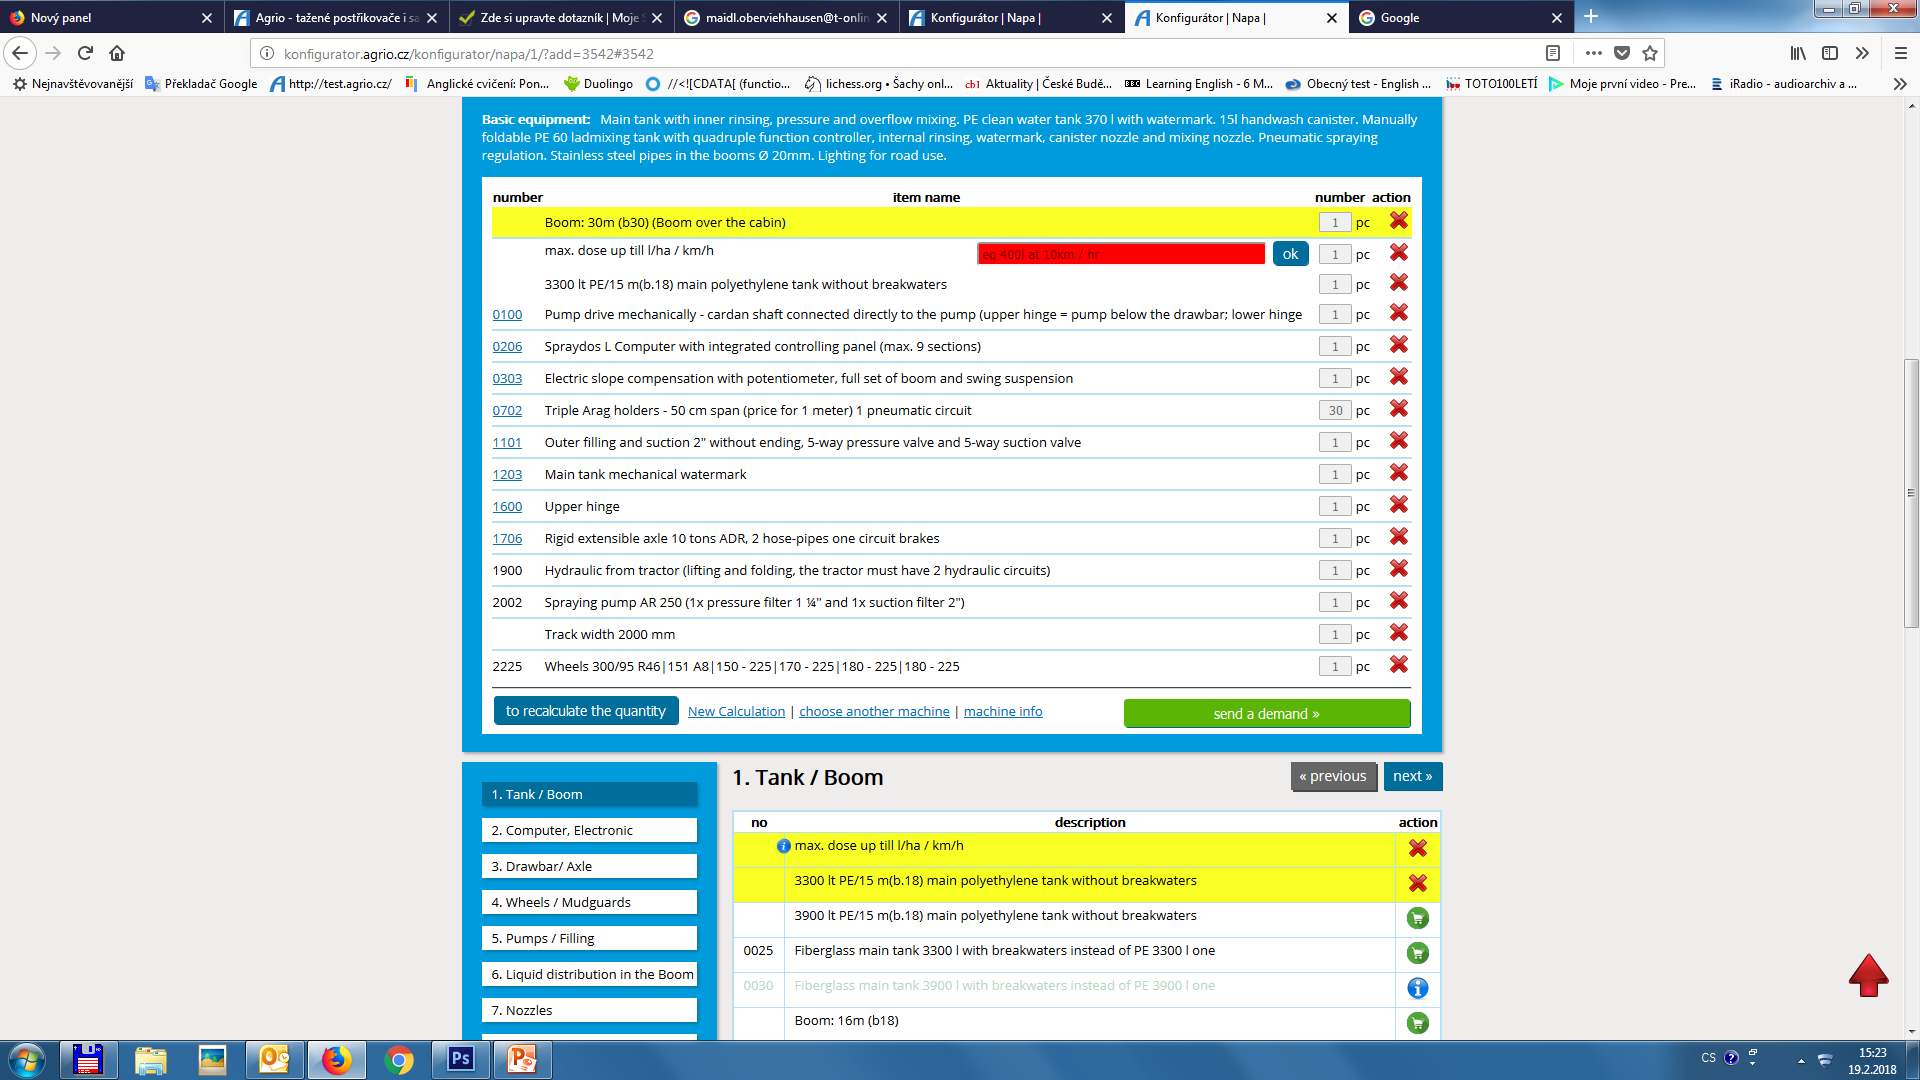 Nový panel
Agrio - tažené postřikovače i sa
Zde si upravte dotazník | Moje
maidl.oberviehhausen@t-onlin
Konfigurátor | Napa |
Konfigurátor | Napa |
Google
konfigurator.agrio.cz/konfigurator/napa/1/?add=3542#3542
Nejnavštěvovanější
Překladač Google
http://test.agrio.cz/
Anglické cvičení: Pon...
Duolingo
//<![CDATA[ (functio...
lichess.org • Šachy onl...
cb1 Aktuality | České Budě...
BBC Learning English - 6 M...
Obecný test - English ...
TOTO100LETÍ
Moje první video - Pre...
iRadio - audioarchiv a ...
Basic equipment: Main tank with inner rinsing, pressure and overflow mixing. PE clean water tank 370 l with watermark. 15l handwash canister. Manually
foldable PE 60 ladmixing tank with quadruple function controller, internal rinsing, watermark, canister nozzle and mixing nozzle. Pneumatic spraying
regulation. Stainless steel pipes in the booms Ø 20mm. Lighting for road use.
number item name number action
Boom: 30m (b30) (Boom over the cabin) 1 pc
max. dose up till l/ha / km/h eg 400l at 10km / hr ok 1 pc
3300 lt PE/15 m(b.18) main polyethylene tank without breakwaters 1 pc
0100 Pump drive mechanically - cardan shaft connected directly to the pump (upper hinge = pump below the drawbar; lower hinge 1 pc
0206 Spraydos L Computer with integrated controlling panel (max. 9 sections) 1 pc
0303 Electric slope compensation with potentiometer, full set of boom and swing suspension 1 pc
0702 Triple Arag holders - 50 cm span (price for 1 meter) 1 pneumatic circuit 30 pc
1101 Outer filling and suction 2" without ending, 5-way pressure valve and 5-way suction valve 1 pc
1203 Main tank mechanical watermark 1 pc
1600 Upper hinge 1 pc
1706 Rigid extensible axle 10 tons ADR, 2 hose-pipes one circuit brakes 1 pc
1900 Hydraulic from tractor (lifting and folding, the tractor must have 2 hydraulic circuits) 1 pc
2002 Spraying pump AR 250 (1x pressure filter 1 ¼" and 1x suction filter 2") 1 pc
Track width 2000 mm 1 pc
2225 Wheels 300/95 R46|151 A8|150 - 225|170 - 225|180 - 225|180 - 225 1 pc
to recalculate the quantity New Calculation | choose another machine | machine info send a demand »
1. Tank / Boom
2. Computer, Electronic
3. Drawbar/ Axle
4. Wheels / Mudguards
5. Pumps / Filling
6. Liquid distribution in the Boom
7. Nozzles
1. Tank / Boom « previous next »
no description action
max. dose up till l/ha / km/h
3300 lt PE/15 m(b.18) main polyethylene tank without breakwaters
3900 lt PE/15 m(b.18) main polyethylene tank without breakwaters
0025 Fiberglass main tank 3300 l with breakwaters instead of PE 3300 l one
0030 Fiberglass main tank 3900 l with breakwaters instead of PE 3900 l one
Boom: 16m (b18)
Ps
CS
15:23
19.2.2018